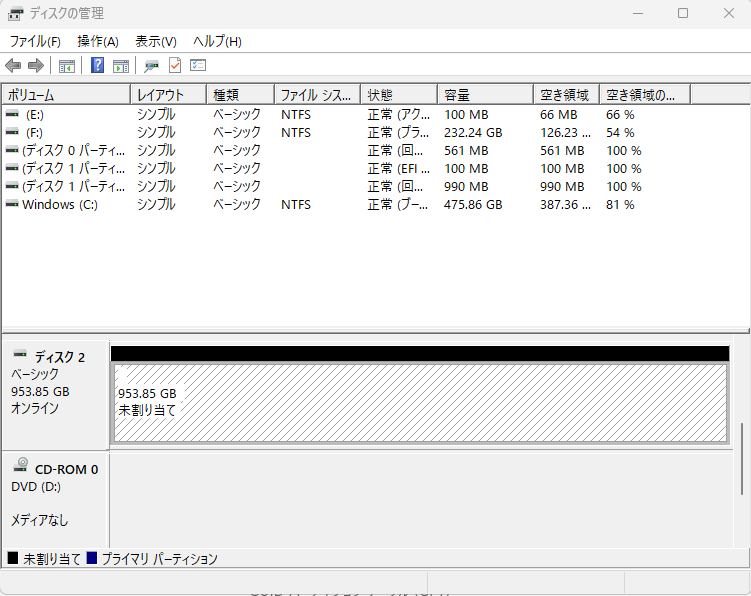 ディスクの管理
ファイル(F) 操作(A) 表示(V) ヘルプ(H)
ボリューム レイアウト 種類 ファイル シス... 状態 容量 空き領域 空き領域の...
(E:) シンプル ベーシック NTFS 正常 (アク... 100 MB 66 MB 66 %
(F:) シンプル ベーシック NTFS 正常 (プラ... 232.24 GB 126.23 ... 54 %
(ディスク 0 パーティ... シンプル ベーシック 正常 (回... 561 MB 561 MB 100 %
(ディスク 1 パーティ... シンプル ベーシック 正常 (EFI ... 100 MB 100 MB 100 %
(ディスク 1 パーティ... シンプル ベーシック 正常 (回... 990 MB 990 MB 100 %
Windows (C:) シンプル ベーシック NTFS 正常 (ブー... 475.86 GB 387.36 ... 81 %
ディスク 2
ベーシック
953.85 GB
オンライン
953.85 GB
未割り当て
CD-ROM 0
DVD (D:)
メディアなし
未割り当て プライマリ パーティション